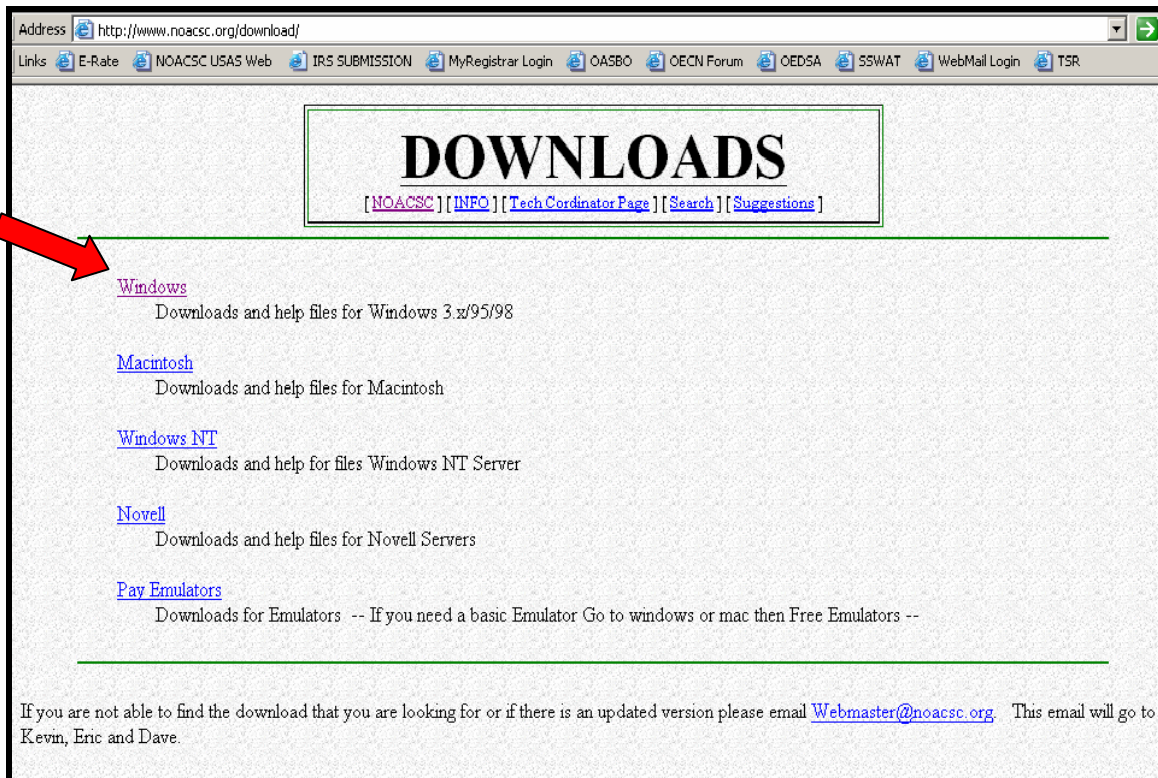 Address http://www.noacsc.org/download/
Links E-Rate NOACSC USAS Web IRS SUBMISSION MyRegistrar Login OASBO OECN Forum OEDSA SSWAT WebMail Login TSR
DOWNLOADS
[ NOACSC ] [ INFO ] [ Tech Cordinator Page ] [ Search ] [ Suggestions ]
Windows
Downloads and help files for Windows 3.x/95/98
Macintosh
Downloads and help files for Macintosh
Windows NT
Downloads and help for files Windows NT Server
Novell
Downloads and help files for Novell Servers
Pay Emulators
Downloads for Emulators -- If you need a basic Emulator Go to windows or mac then Free Emulators --
If you are not able to find the download that you are looking for or if there is an updated version please email Webmaster@noacsc.org. This email will go to
Kevin, Eric and Dave.